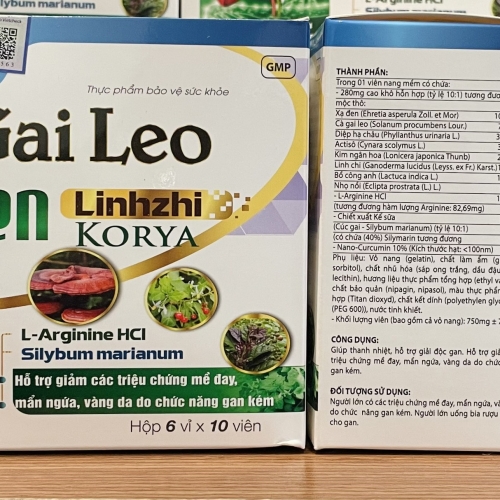 Silybum marianum
L-Arginine HCl
5563
Thực phẩm bảo vệ sức khỏe
GMP
Gai Leo
en
Linhzhi
KORYA
L-Arginine HCl
Silybum marianum
Hỗ trợ giảm các triệu chứng mề đay,
mẩn ngứa, vàng da do chức năng gan kém
Hộp 6 vỉ x 10 viên
THÀNH PHẦN:
Trong 01 viên nang mềm có chứa:
- 280mg cao khô hỗn hợp (tỷ lệ 10:1) tương đương
mộc thô:
Xạ đen (Ehretia asperula Zoll. et Mor)
Cà gai leo (Solanum procumbens Lour.)
Diệp hạ châu (Phyllanthus urinaria L.)
Actisô (Cynara scolymus L.)
Kim ngân hoa (Lonicera japonica Thunb)
Linh chi (Ganoderma lucidus (Leyss. ex Fr.) Karst.)
Bồ công anh (Lactuca indica L.)
Nhọ nồi (Eclipta prostrata (L.) L.)
- L-Arginine HCl
(tương đương hàm lượng Arginine: 82,69mg)
- Chiết xuất Kế sữa
(Cúc gai - Silybum marianum) (tỷ lệ 10:1)
(có chứa (40%) Silymarin tương đương
- Nano-Curcumin 10% (Kích thước hạt: <100nm)
Phụ liệu: Vỏ nang (gelatin, chất làm ẩm
sorbitol), chất nhũ hóa (sáp ong trắng, dầu
lecithin), hương liệu thực phẩm tổng hợp (ethyl
chất bảo quản (nipagin, nipasol), màu thực phẩm
hợp (Titan dioxyd), chất kết dính (polyethylen
(PEG 600)), nước tinh khiết.
- Khối lượng viên (bao gồm cả vỏ nang): 750mg ±
CÔNG DỤNG:
Giúp thanh nhiệt, hỗ trợ giải độc gan. Hỗ trợ
triệu chứng mề đay, mẩn ngứa, vàng da do chức
năng gan kém.
ĐỐI TƯỢNG SỬ DỤNG:
Người lớn có các triệu chứng mề đay, mẩn ngứa,
do chức năng gan kém. Người lớn uống bia rượu
cho gan.